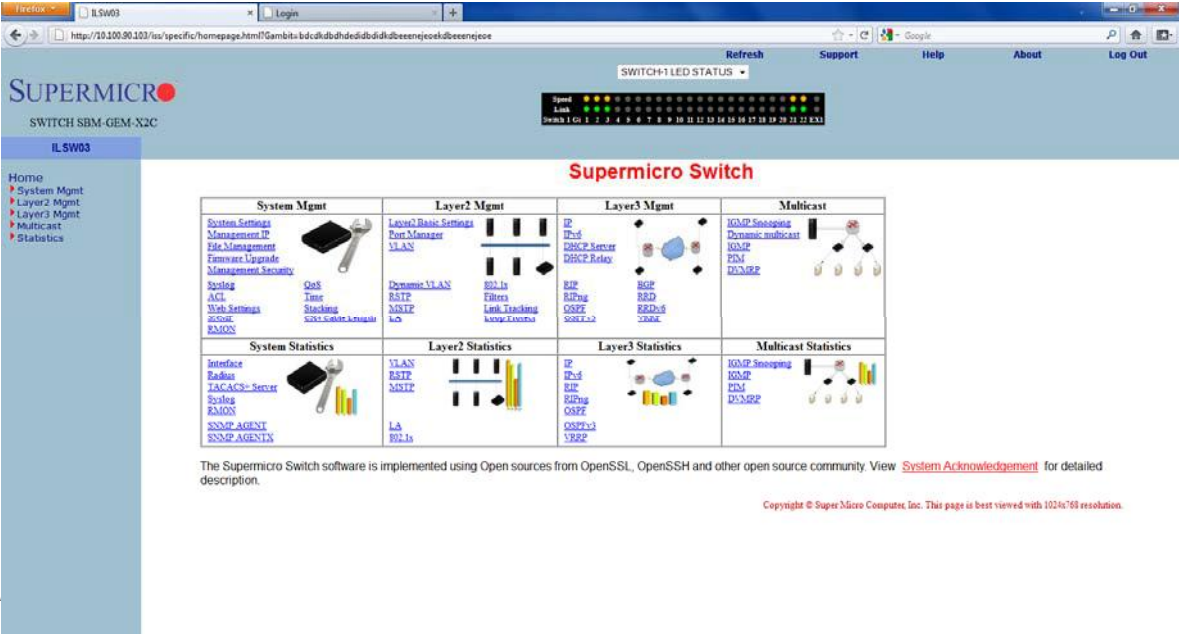 Firefox
ILSW03
Login
http://10.100.90.103/iss/specific/homepage.html?Gambit=bdcdkdbdhdedidbdidkdbeeenejeoekdbeeenejeoe
Google
Refresh Support Help About Log Out
SWITCH-1 LED STATUS
SUPERMICRO
Speed
Link
Switch 1 Gi 1 2 3 4 5 6 7 8 9 10 11 12 13 14 15 16 17 18 19 20 21 22 EX1
SWITCH SBM-GEM-X2C
ILSW03
Supermicro Switch
Home
System Mgmt
Layer2 Mgmt
Layer3 Mgmt
Multicast
Statistics
System Mgmt
System Settings
Management IP
File Management
Firmware Upgrade
Management Security
Syslog QoS
ACL Time
Web Settings Stacking
RMON
Layer2 Mgmt
Layer2 Basic Settings
Port Manager
VLAN
Dynamic VLAN 802.1x
RSTP Filters
MSTP Link Tracking
LA
Layer3 Mgmt
IP
IPv6
DHCP Server
DHCP Relay
RIP BGP
RIPng RRD
OSPF RRDv6
OSPFv3 VRRP
Multicast
IGMP Snooping
Dynamic multicast
IGMP
PIM
DVMRP
System Statistics
Interface
Radius
TACACS+ Server
Syslog
RMON
SNMP AGENT
SNMP AGENTX
Layer2 Statistics
VLAN
RSTP
MSTP
LA
802.1x
Layer3 Statistics
IP
IPv6
RIP
RIPng
OSPF
OSPFv3
VRRP
Multicast Statistics
IGMP Snooping
IGMP
PIM
DVMRP
The Supermicro Switch software is implemented using Open sources from OpenSSL, OpenSSH and other open source community. View System Acknowledgement for detailed
description.
Copyright © Super Micro Computer, Inc. This page is best viewed with 1024x768 resolution.